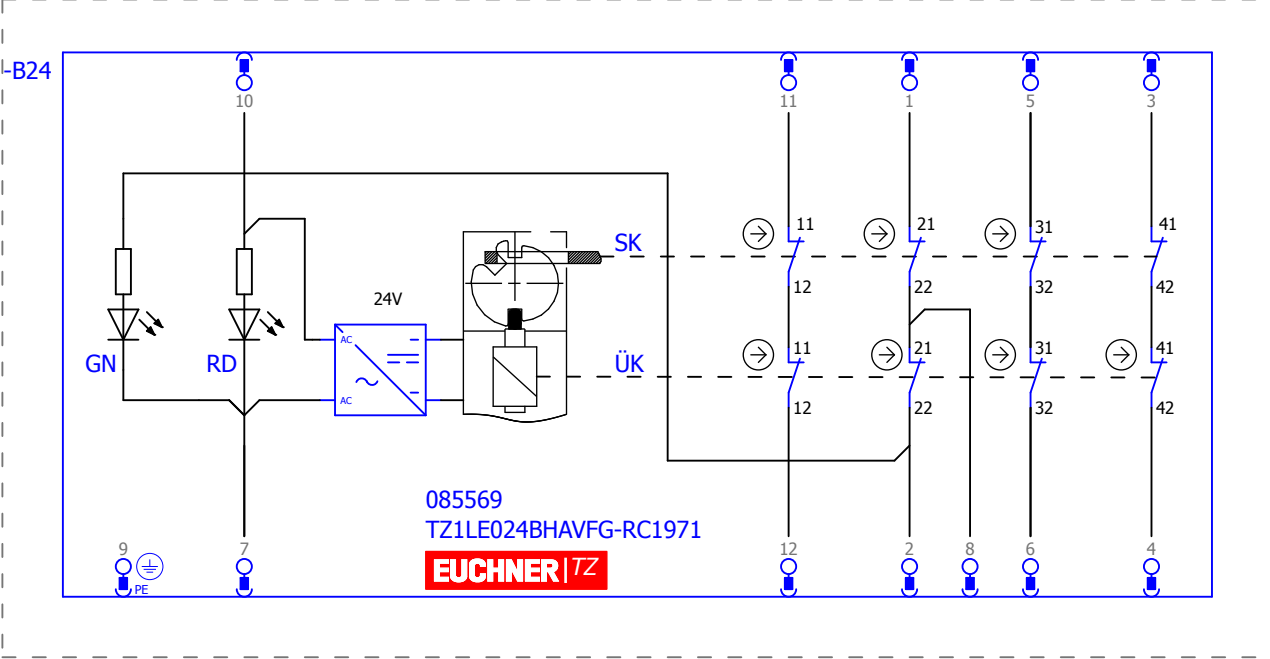 -B24
10 11 1 5 3
SK 11 21 31 41
12 22 32 42
24V
GN RD AC AC ÜK 11 21 31 41
12 22 32 42
085569
TZ1LE024BHAVFG-RC1971
EUCHNER TZ
9 7 12 2 8 6 4
PE